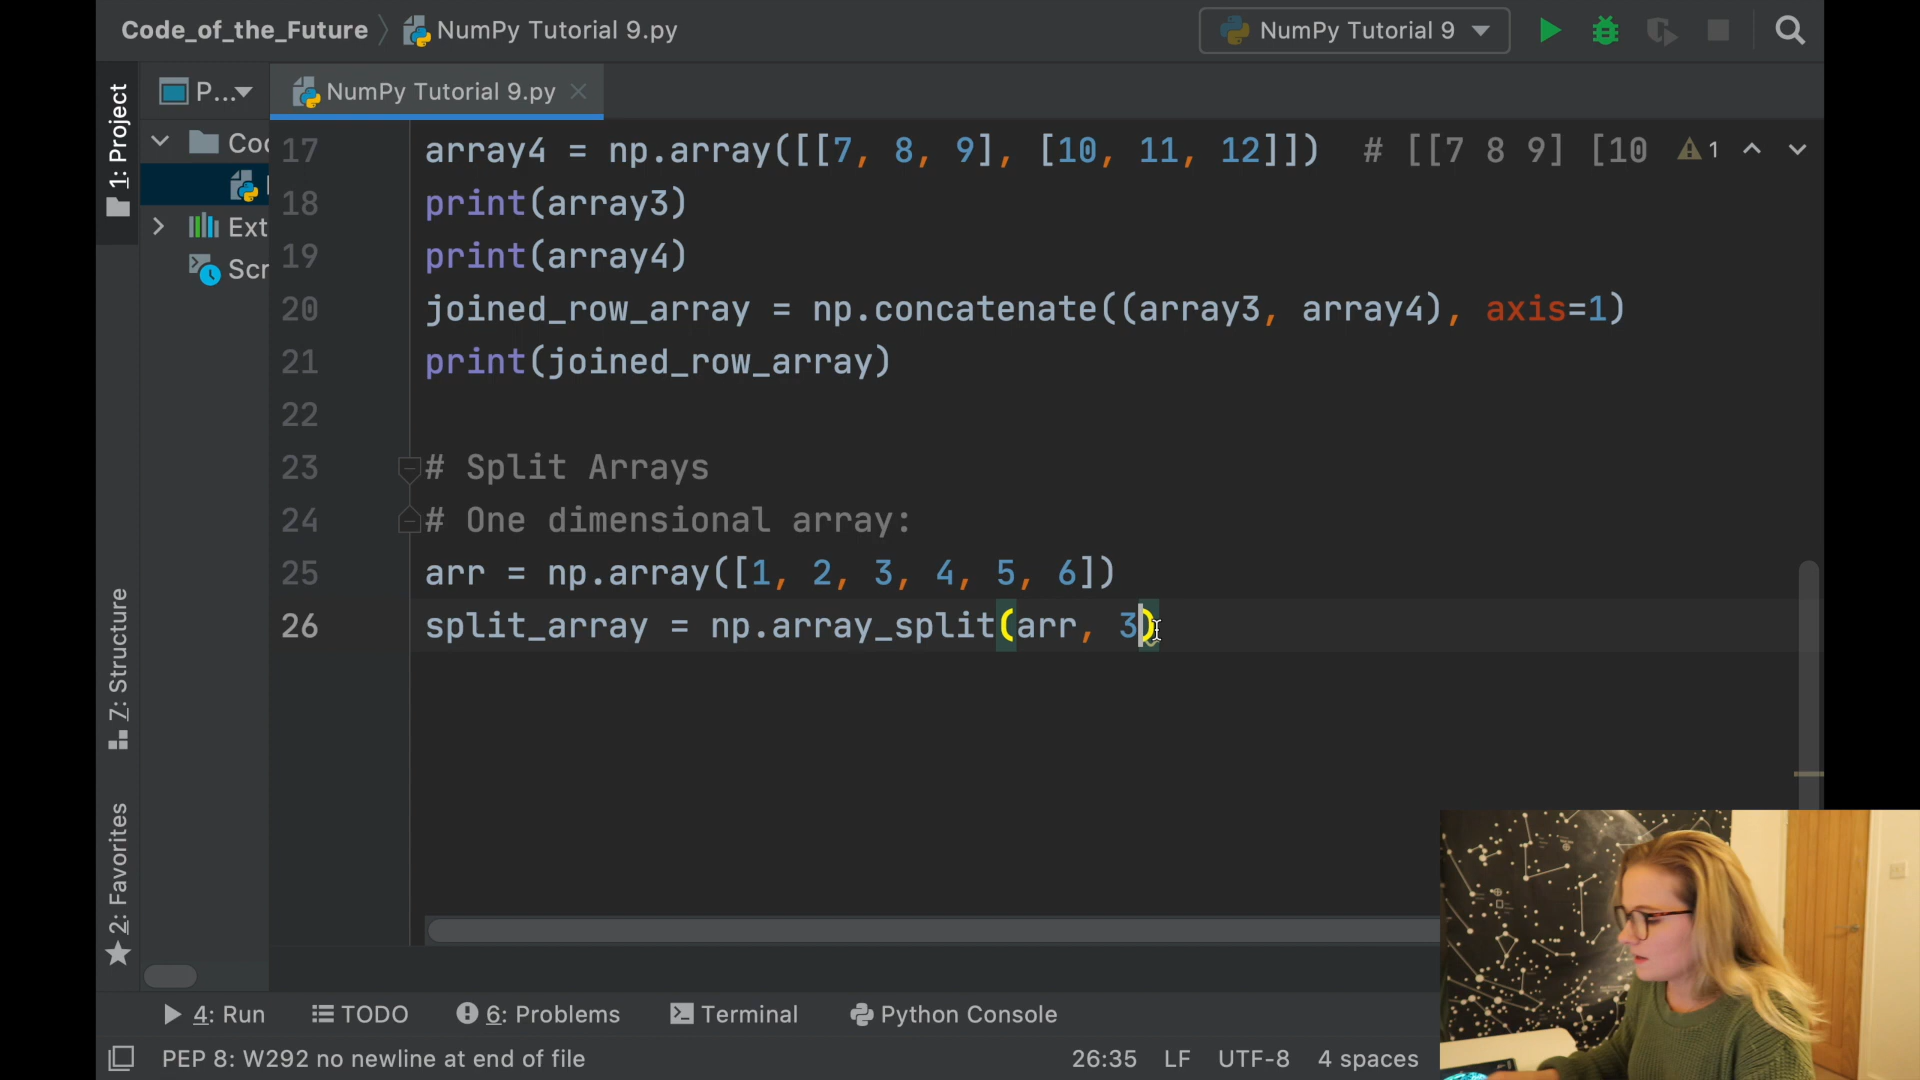 Code_of_the_Future
NumPy Tutorial 9.py
NumPy Tutorial 9
1: Project
P...
NumPy Tutorial 9.py
Ext
Scr
7: Structure
2: Favorites
17 array4 = np.array([[7, 8, 9], [10, 11, 12]]) # [[7 8 9] [10
1
18 print(array3)
19 print(array4)
20 joined_row_array = np.concatenate((array3, array4), axis=1)
21 print(joined_row_array)
22
23 # Split Arrays
24 # One dimensional array:
25 arr = np.array([1, 2, 3, 4, 5, 6])
26 split_array = np.array_split(arr, 3)
4: Run
TODO
6: Problems
Terminal
Python Console
PEP 8: W292 no newline at end of file
26:35 LF UTF-8 4 spaces